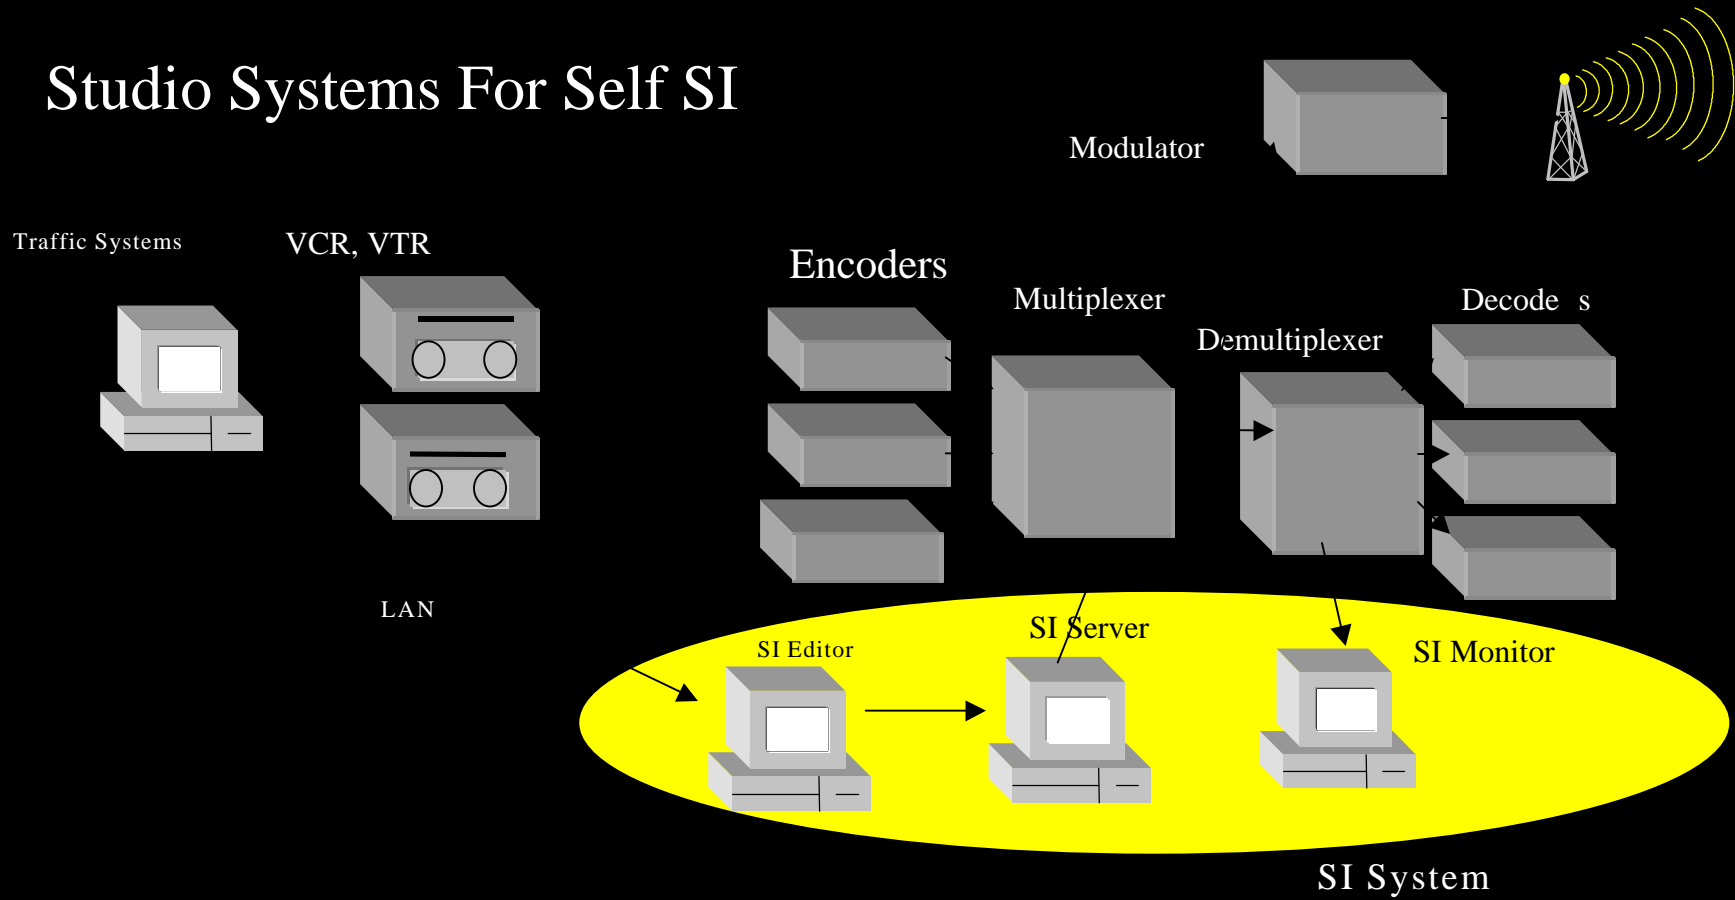 Studio Systems For Self SI
Modulator
Traffic Systems
VCR, VTR
Encoders
Multiplexer
Demultiplexer
Decode s
LAN
SI Editor
SI Server
SI Monitor
SI System